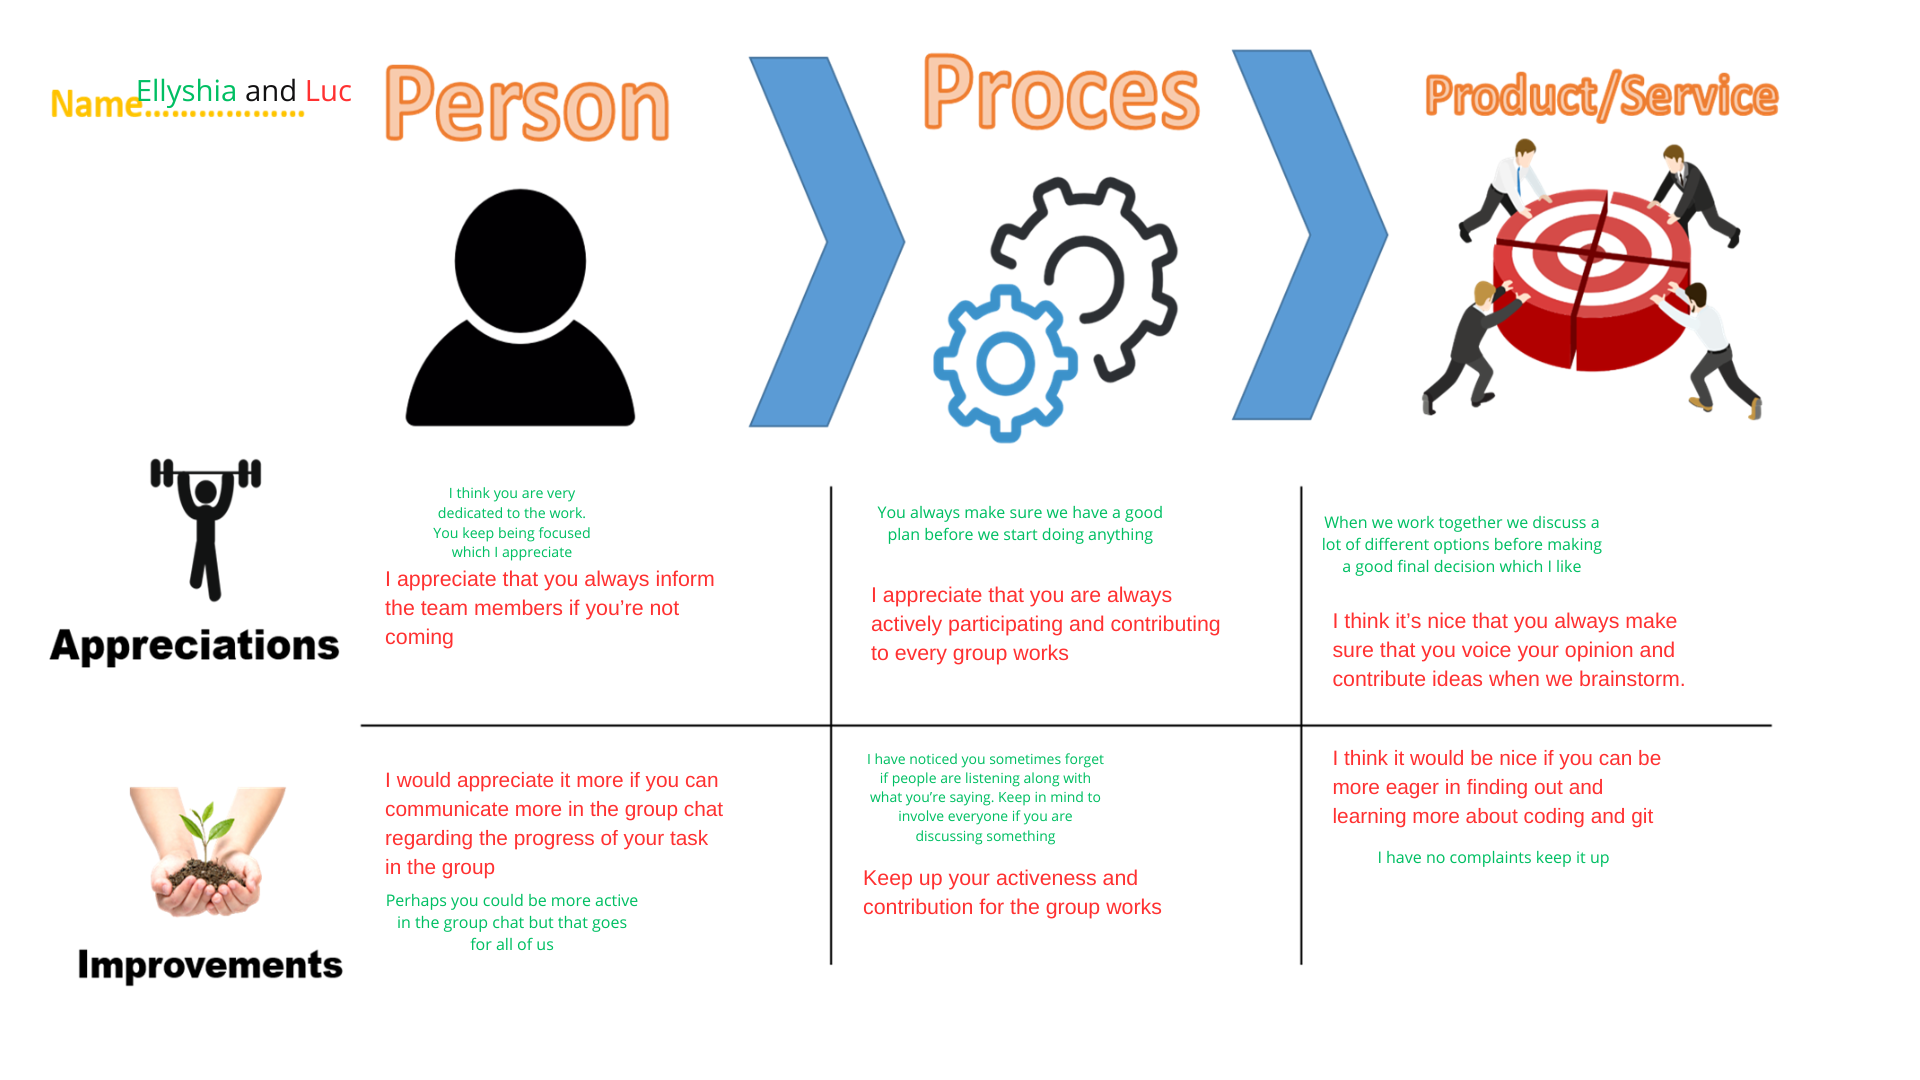 Name..................
Ellyshia and Luc
Person
Proces
Product/Service
Appreciations
I think you are very
dedicated to the work.
You keep being focused
which I appreciate
I appreciate that you always inform
the team members if you’re not
coming
You always make sure we have a good
plan before we start doing anything
I appreciate that you are always
actively participating and contributing
to every group works
When we work together we discuss a
lot of different options before making
a good final decision which I like
I think it’s nice that you always make
sure that you voice your opinion and
contribute ideas when we brainstorm.
Improvements
I would appreciate it more if you can
communicate more in the group chat
regarding the progress of your task
in the group
Perhaps you could be more active
in the group chat but that goes
for all of us
I have noticed you sometimes forget
if people are listening along with
what you’re saying. Keep in mind to
involve everyone if you are
discussing something
Keep up your activeness and
contribution for the group works
I think it would be nice if you can be
more eager in finding out and
learning more about coding and git
I have no complaints keep it up